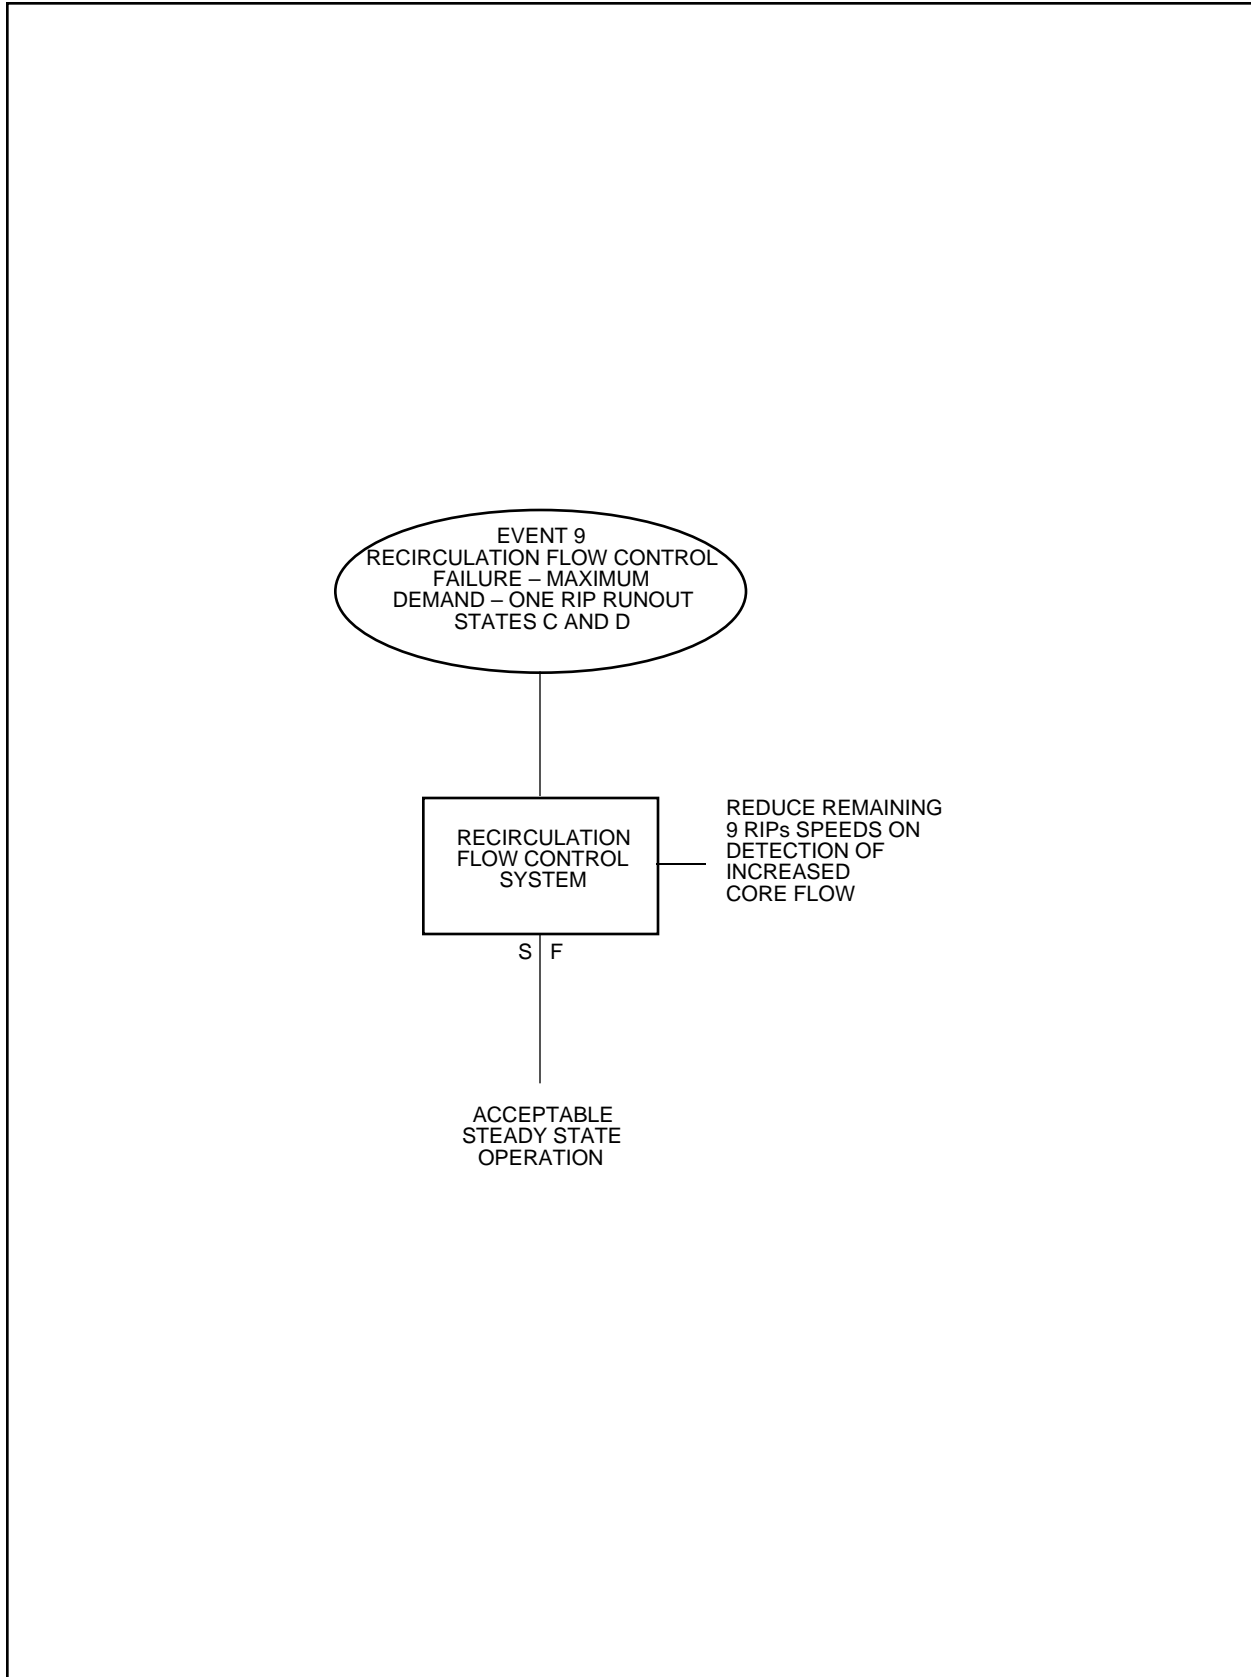 EVENT 9
RECIRCULATION FLOW CONTROL
FAILURE – MAXIMUM
DEMAND – ONE RIP RUNOUT
STATES C AND D
RECIRCULATION
FLOW CONTROL
SYSTEM
REDUCE REMAINING
9 RIPs SPEEDS ON
DETECTION OF
INCREASED
CORE FLOW
S F
ACCEPTABLE
STEADY STATE
OPERATION